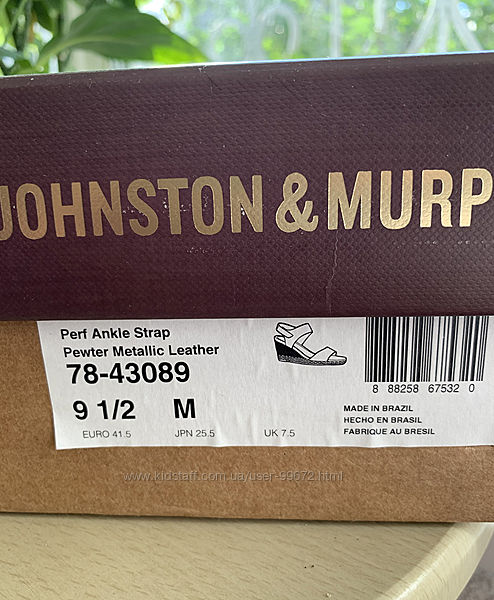 JOHNSTON & MURP
Perf Ankle Strap
Pewter Metallic Leather
78-43089
9 1/2 M
EURO 41.5 JPN 25.5 UK 7.5
8 88258 67532 0
MADE IN BRAZIL
HECHO EN BRASIL
FABRIQUE AU BRESIL
www.kidstaff.com.uayuser-99672.html